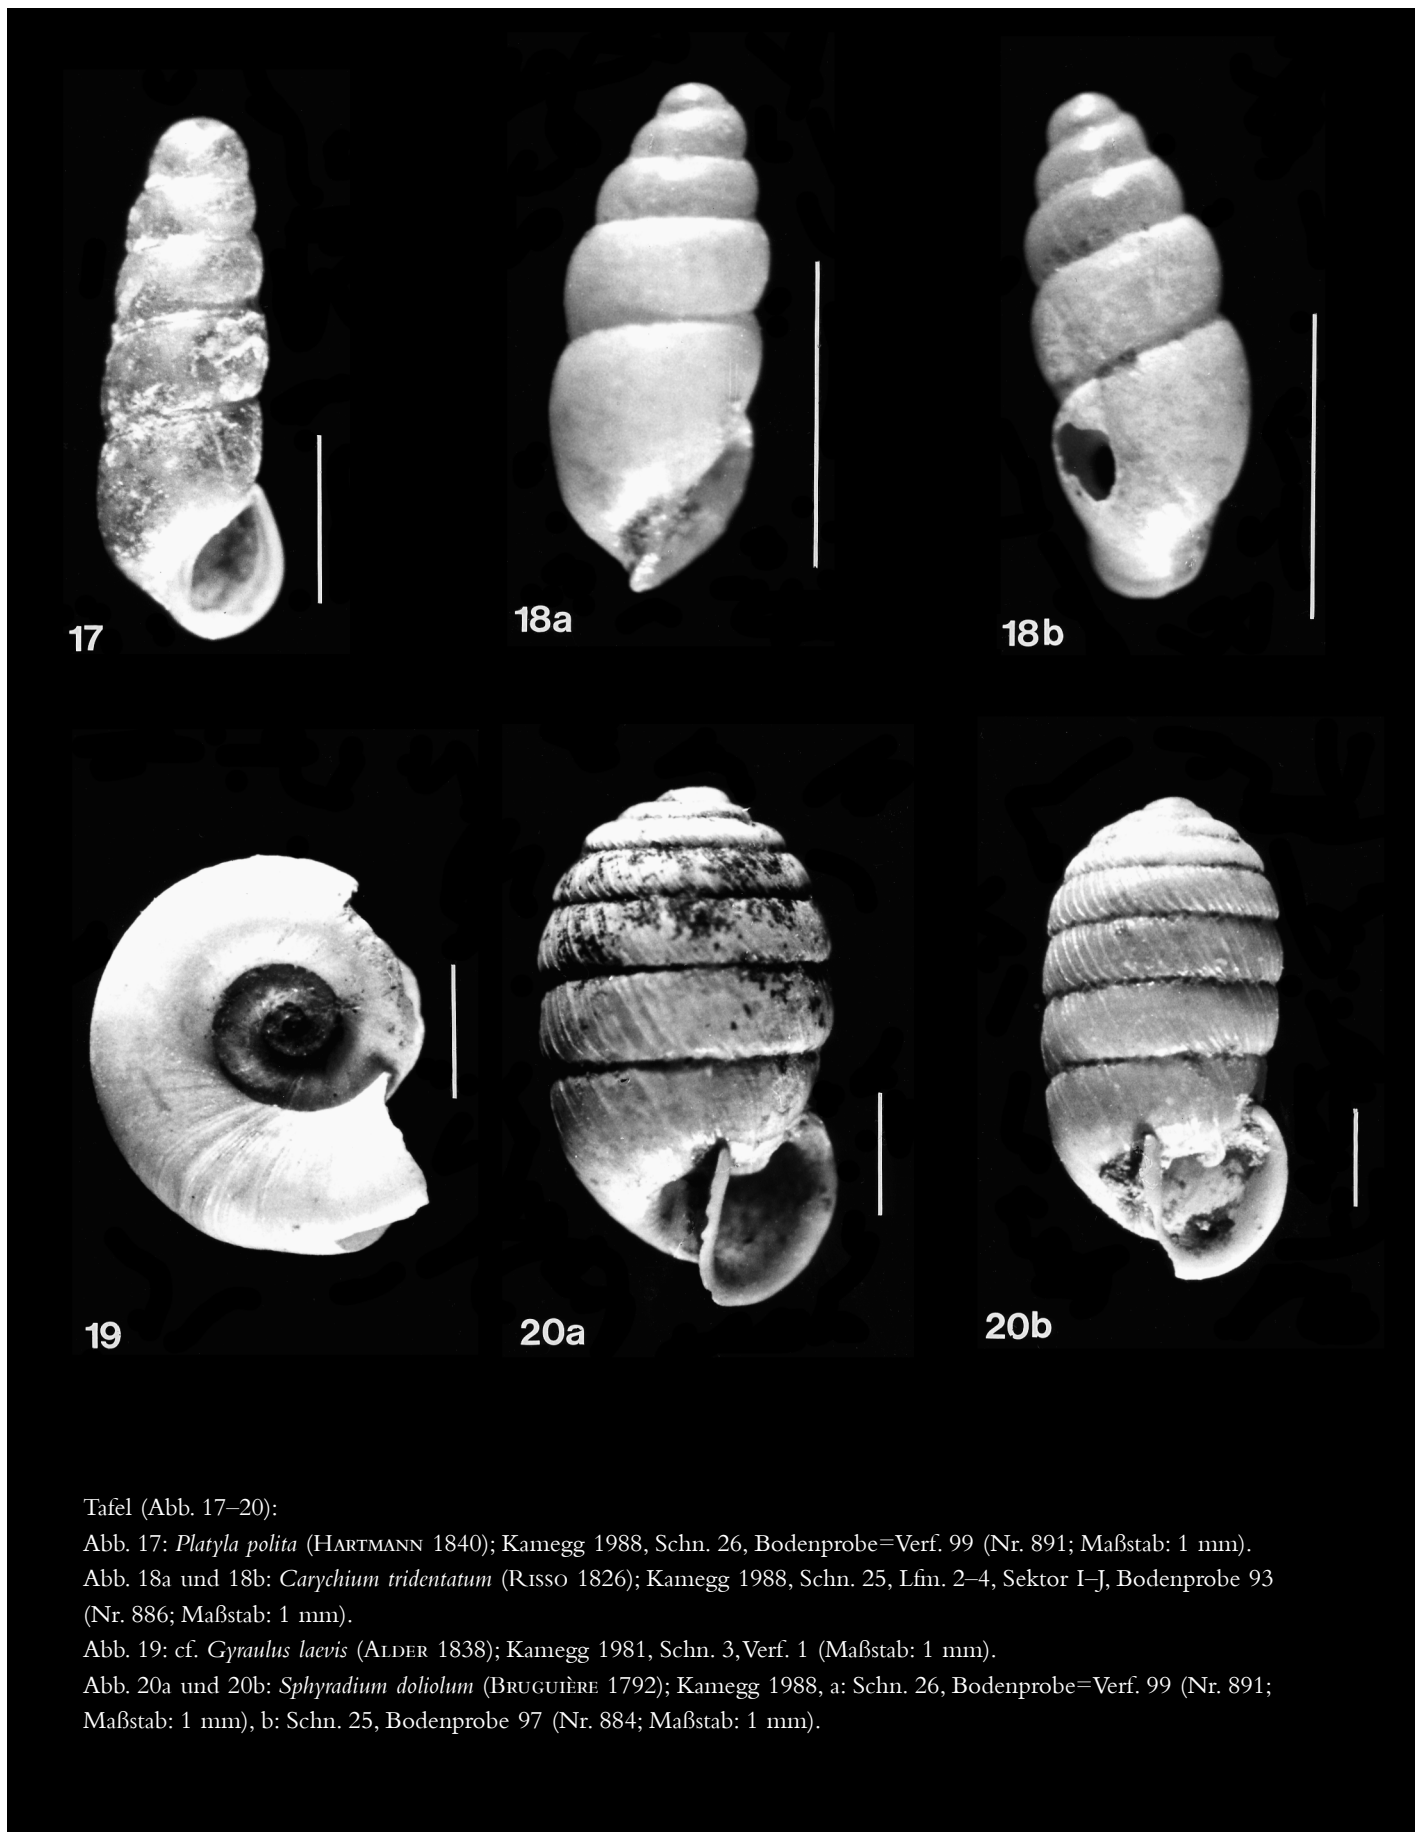 17
18a
18b
19
20a
20b
Tafel (Abb. 17–20):
Abb. 17: Platyla polita (HARTMANN 1840); Kamegg 1988, Schn. 26, Bodenprobe=Verf. 99 (Nr. 891; Maßstab: 1 mm).
Abb. 18a und 18b: Carychium tridentatum (RISSO 1826); Kamegg 1988, Schn. 25, Lfm. 2–4, Sektor I–J, Bodenprobe 93
(Nr. 886; Maßstab: 1 mm).
Abb. 19: cf. Gyraulus laevis (ALDER 1838); Kamegg 1981, Schn. 3, Verf. 1 (Maßstab: 1 mm).
Abb. 20a und 20b: Sphyradium doliolum (BRUGUIÈRE 1792); Kamegg 1988, a: Schn. 26, Bodenprobe=Verf. 99 (Nr. 891;
Maßstab: 1 mm), b: Schn. 25, Bodenprobe 97 (Nr. 884; Maßstab: 1 mm).